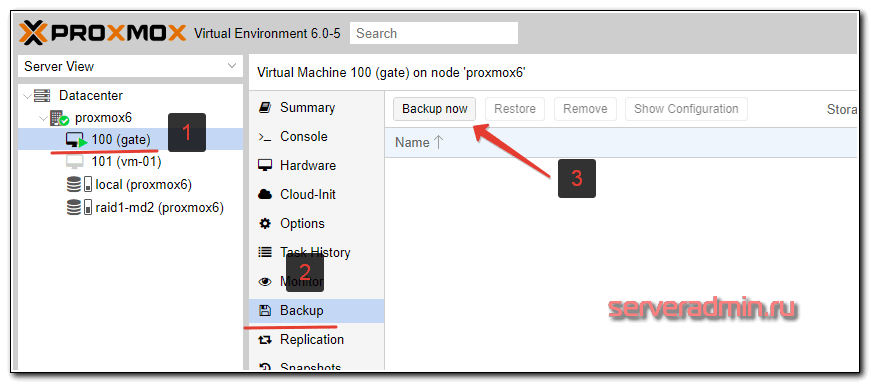 PROXMOX Virtual Environment 6.0-5 Search
Server View
Virtual Machine 100 (gate) on node 'proxmox6'
Datacenter
proxmox6
100 (gate)
101 (vm-01)
local (proxmox6)
raid1-md2 (proxmox6)
1
Summary
Console
Hardware
Cloud-Init
Options
Task History
Monitor
Backup
Replication
Snapshots
2
Backup now Restore Remove Show Configuration Stora
Name
3
serveradmin.ru